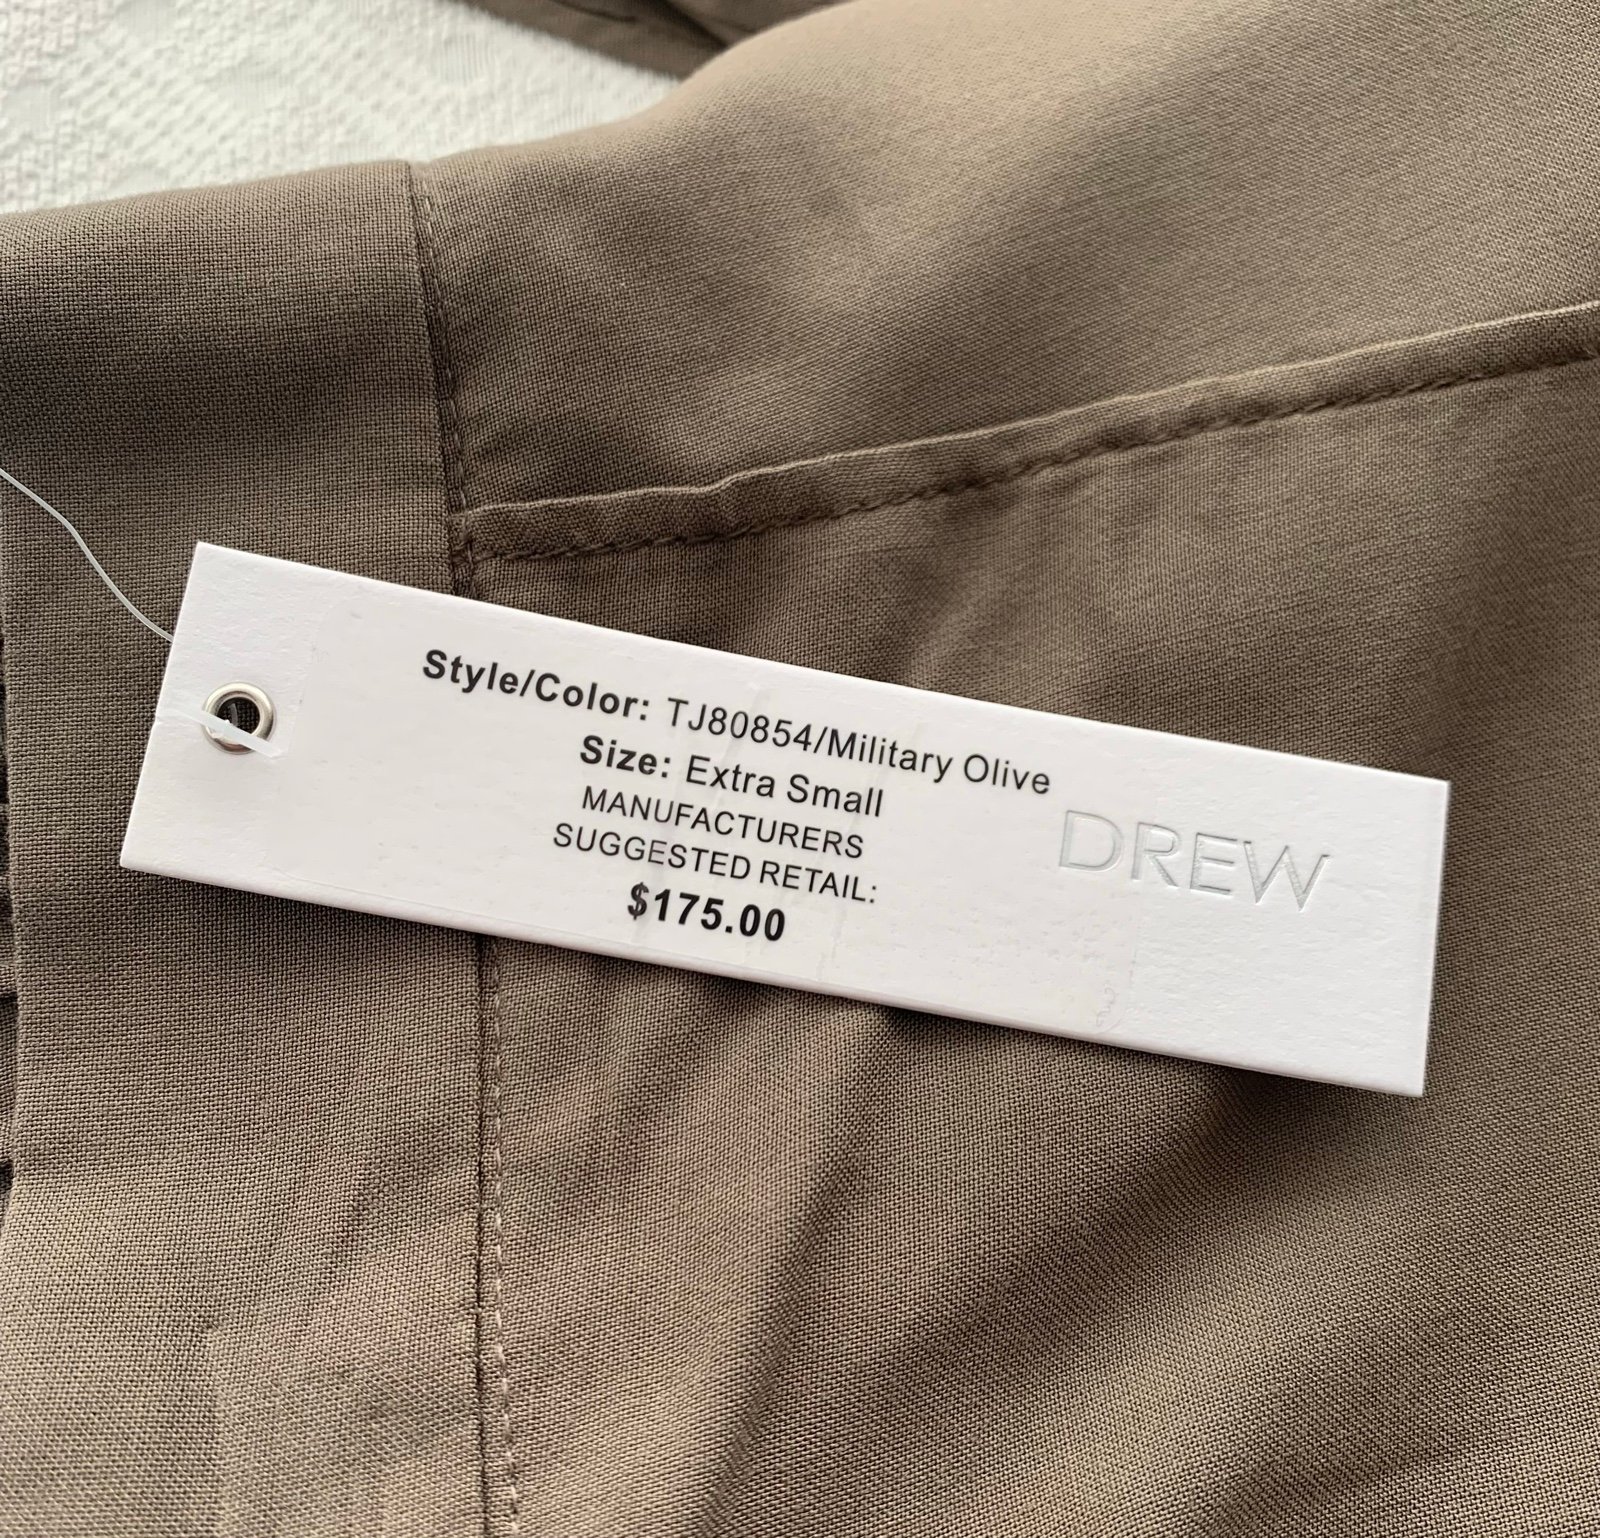 Style/Color: TJ80854/Military Olive
Size: Extra Small
MANUFACTURERS
SUGGESTED RETAIL:
$175.00
DREW